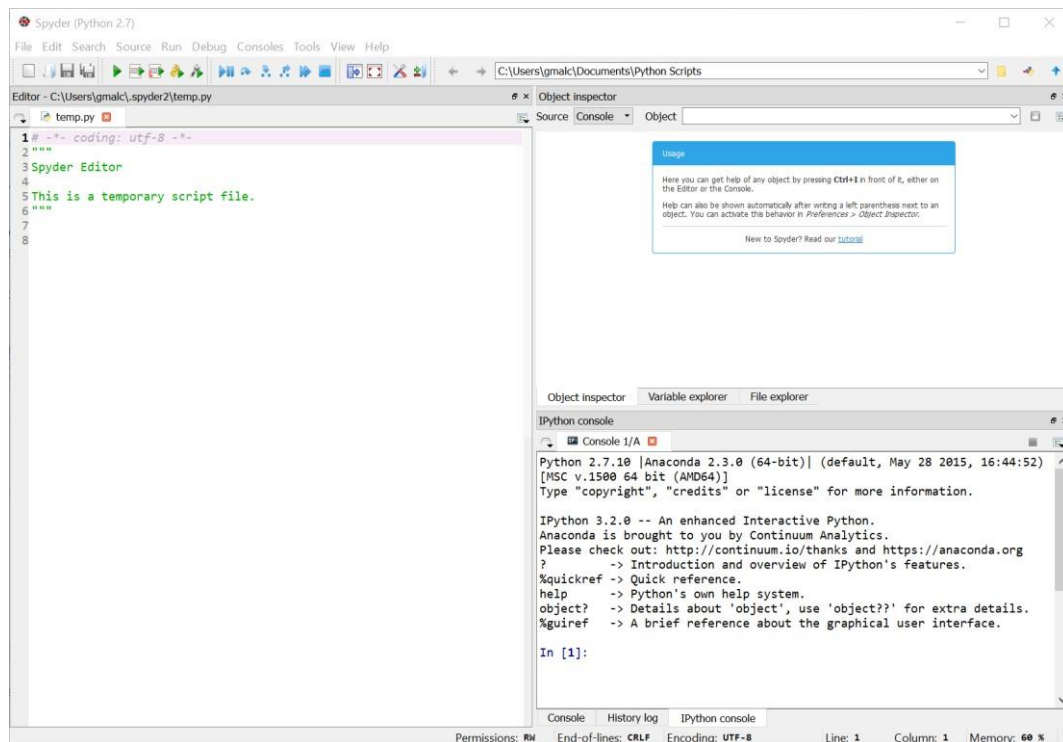 Spyder (Python 2.7)
File Edit Search Source Run Debug Consoles Tools View Help
C:\Users\gmalc\Documents\Python Scripts
Editor - C:\Users\gmalc\.spyder2\temp.py
temp.py
1 # -*- coding: utf-8 -*-
2 """
3 Spyder Editor
4
5 This is a temporary script file.
6 """
7
8
Object inspector
Source Console Object
Usage
Here you can get help of any object by pressing Ctrl+I in front of it, either on
the Editor or the Console.
Help can also be shown automatically after writing a left parenthesis next to an
object. You can activate this behavior in Preferences > Object Inspector.
New to Spyder? Read our tutorial
Object inspector Variable explorer File explorer
IPython console
Console 1/A
Python 2.7.10 |Anaconda 2.3.0 (64-bit)| (default, May 28 2015, 16:44:52)
[MSC v.1500 64 bit (AMD64)]
Type "copyright", "credits" or "license" for more information.
IPython 3.2.0 -- An enhanced Interactive Python.
Anaconda is brought to you by Continuum Analytics.
Please check out: http://continuum.io/thanks and https://anaconda.org
? -> Introduction and overview of IPython's features.
%quickref -> Quick reference.
help -> Python's own help system.
object? -> Details about 'object', use 'object??' for extra details.
%guiref -> A brief reference about the graphical user interface.
In [1]:
Console History log IPython console
Permissions: RW End-of-lines: CRLF Encoding: UTF-8 Line: 1 Column: 1 Memory: 60 %